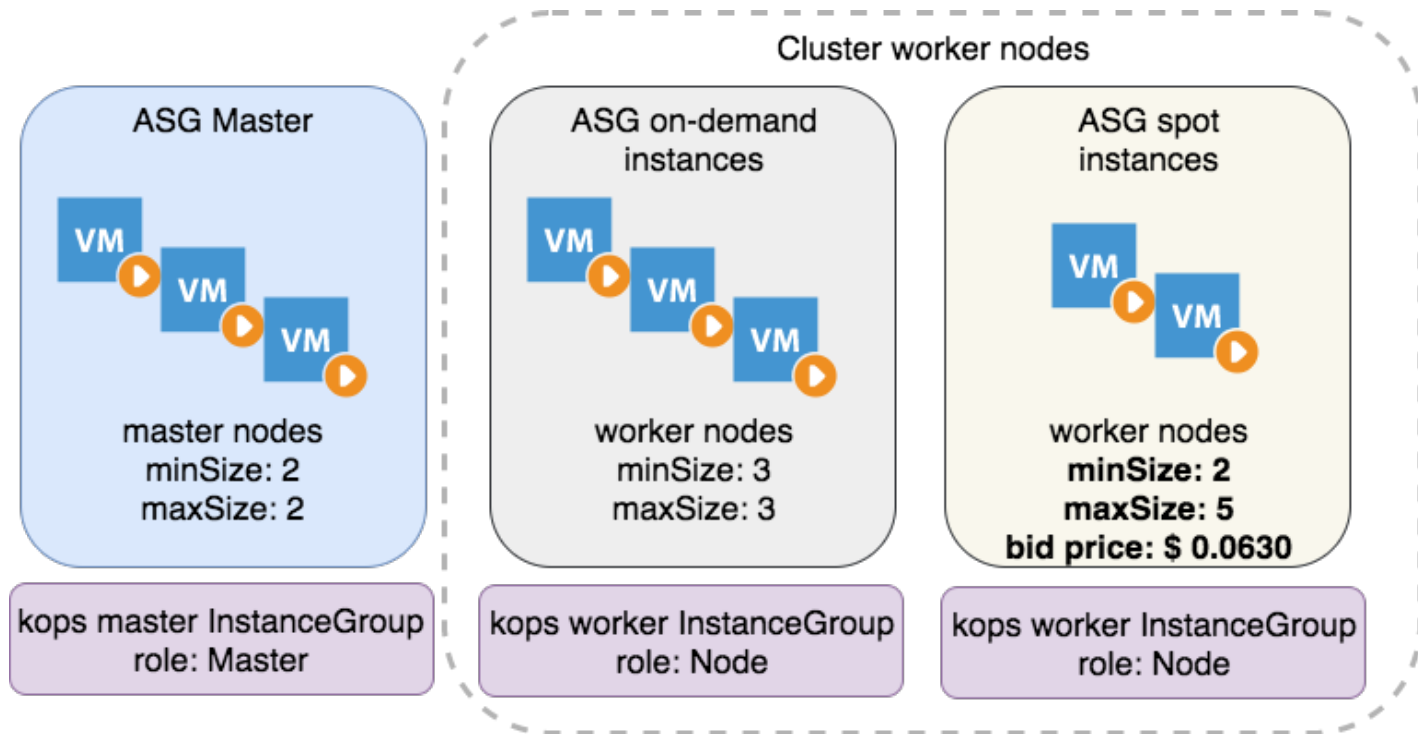 Cluster worker nodes
ASG Master
VM
VM
VM
master nodes
minSize: 2
maxSize: 2
kops master InstanceGroup
role: Master
ASG on-demand
instances
VM
VM
VM
worker nodes
minSize: 3
maxSize: 3
kops worker InstanceGroup
role: Node
ASG spot
instances
VM
VM
worker nodes
minSize: 2
maxSize: 5
bid price: $ 0.0630
kops worker InstanceGroup
role: Node